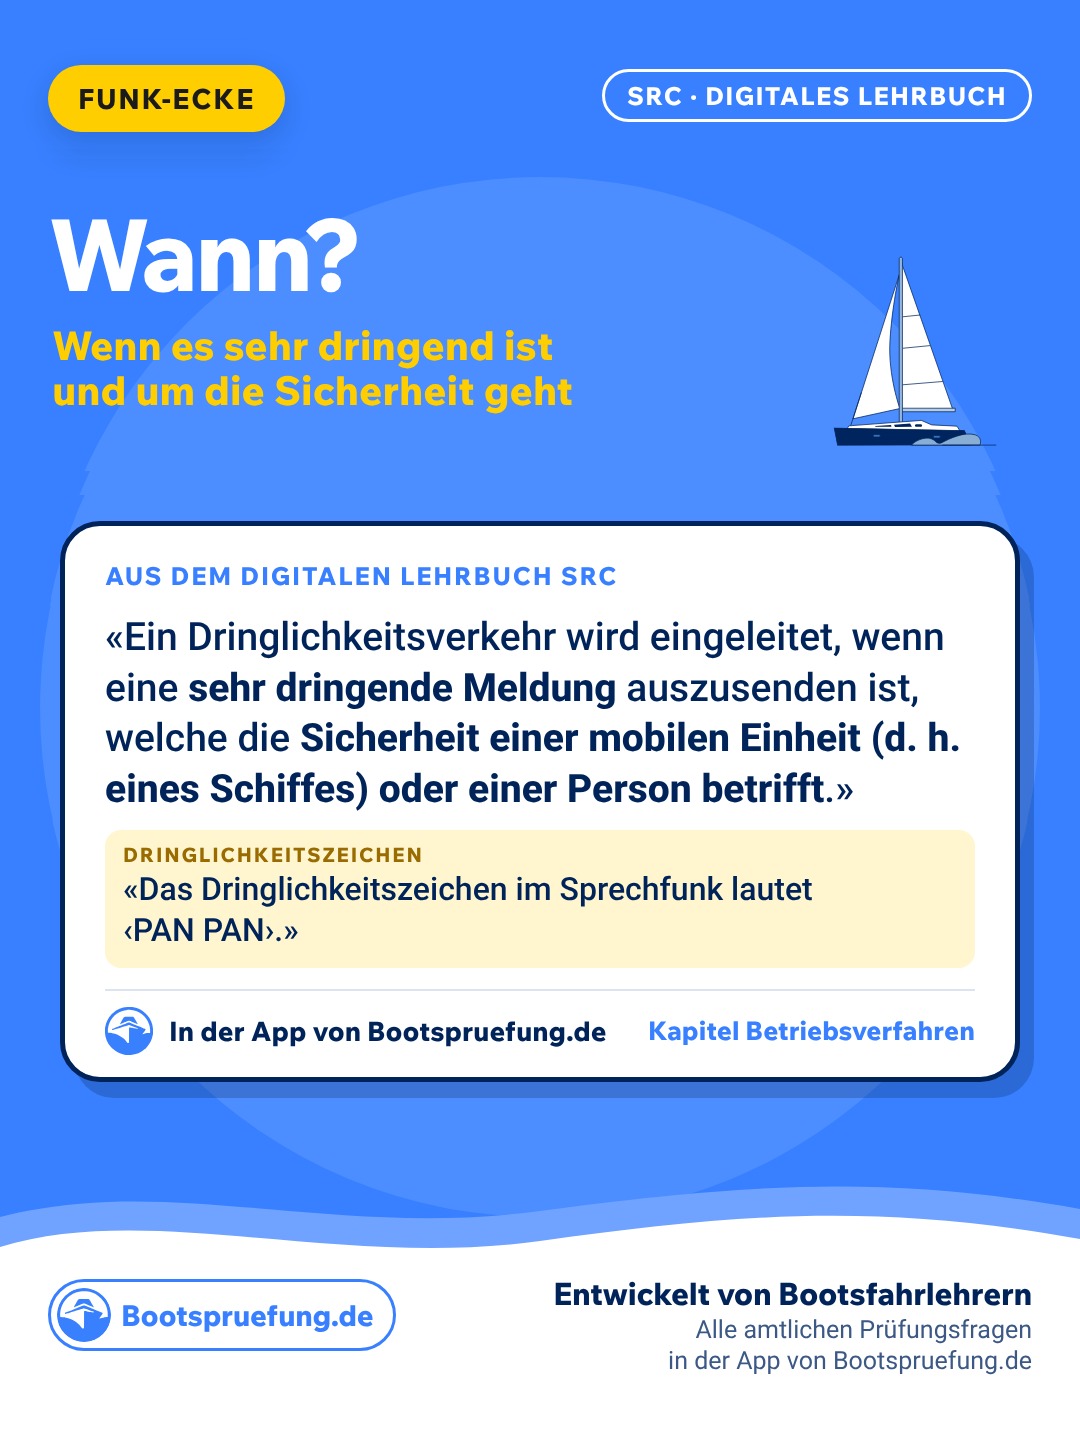 FUNK-ECKE
SRC · DIGITALES LEHRBUCH
Wann?
Wenn es sehr dringend ist
und um die Sicherheit geht
AUS DEM DIGITALEN LEHRBUCH SRC
«Ein Dringlichkeitsverkehr wird eingeleitet, wenn
eine sehr dringende Meldung auszusenden ist,
welche die Sicherheit einer mobilen Einheit (d. h.
eines Schiffes) oder einer Person betrifft.»
DRINGLICHKEITSZEICHEN
«Das Dringlichkeitszeichen im Sprechfunk lautet
‹PAN PAN›.»
In der App von Bootspruefung.de
Kapitel Betriebsverfahren
Bootspruefung.de
Entwickelt von Bootsfahrlehrern
Alle amtlichen Prüfungsfragen
in der App von Bootspruefung.de